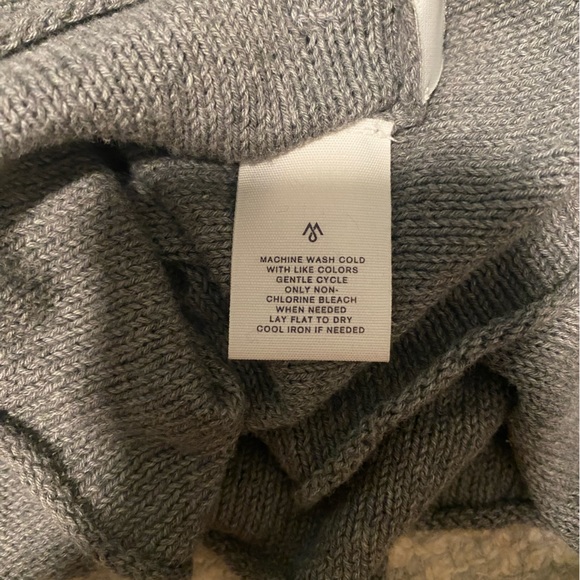 MACHINE WASH COLD
WITH LIKE COLORS
GENTLE CYCLE
ONLY NON-
CHLORINE BLEACH
WHEN NEEDED
LAY FLAT TO DRY
COOL IRON IF NEEDED